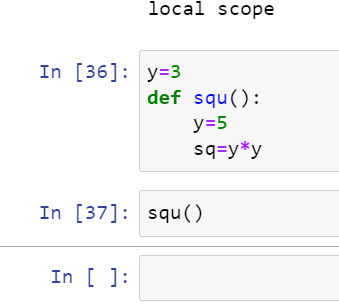 local scope
In [36]: y=3
def squ():
    y=5
    sq=y*y
In [37]: squ()
In [ ]: